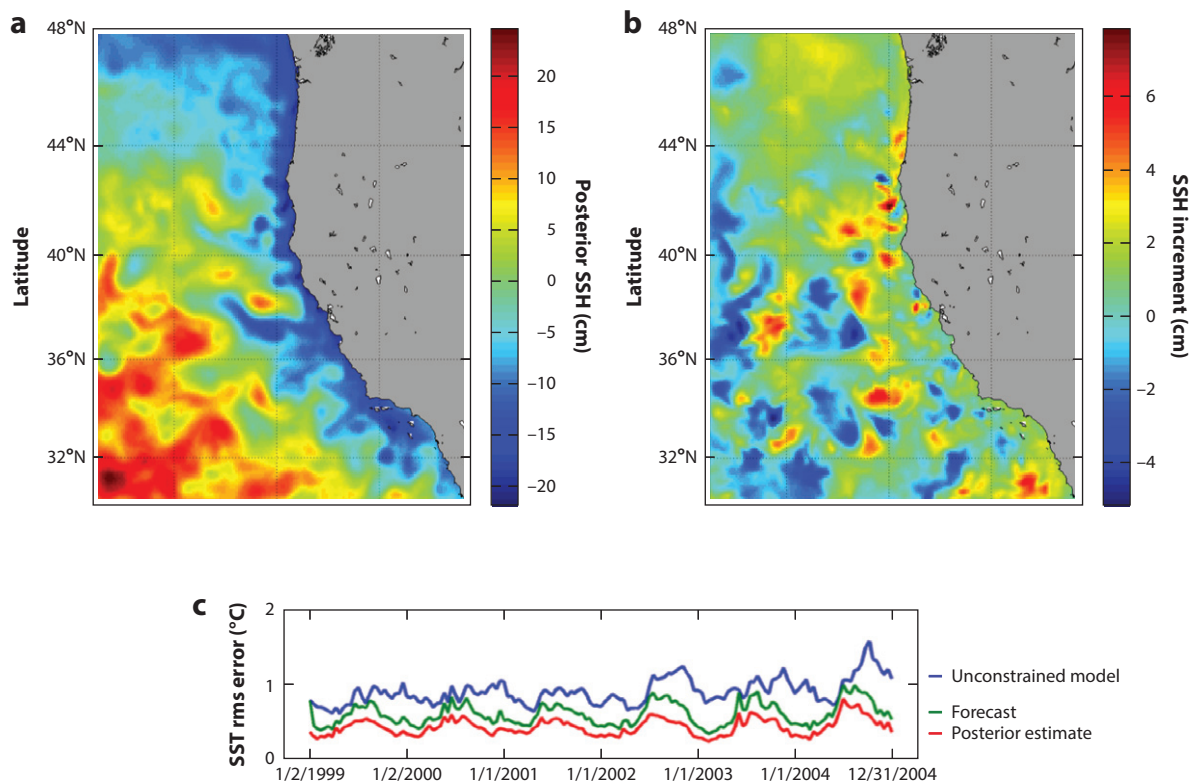 a
48°N
44°N
40°N
36°N
32°N
Latitude
20
15
10
5
0
−5
−10
−15
−20
Posterior SSH (cm)
b
48°N
44°N
40°N
36°N
32°N
Latitude
6
4
2
0
−2
−4
SSH increment (cm)
c
SST rms error (°C)
2
1
0
1/2/1999
1/2/2000
1/1/2001
1/1/2002
1/1/2003
1/1/2004
12/31/2004
Unconstrained model
Forecast
Posterior estimate